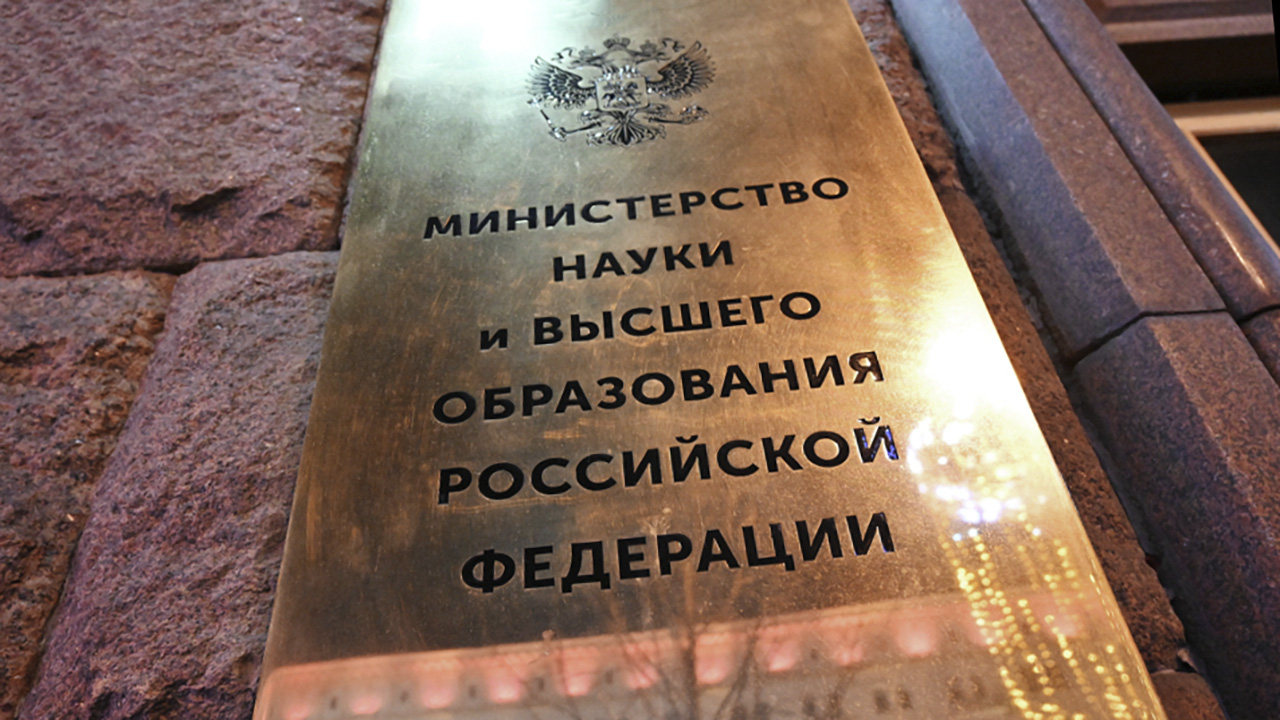 МИНИСТЕРСТВО
НАУКИ
и ВЫСШЕГО
ОБРАЗОВАНИЯ
РОССИЙСКОЙ
ФЕДЕРАЦИИ